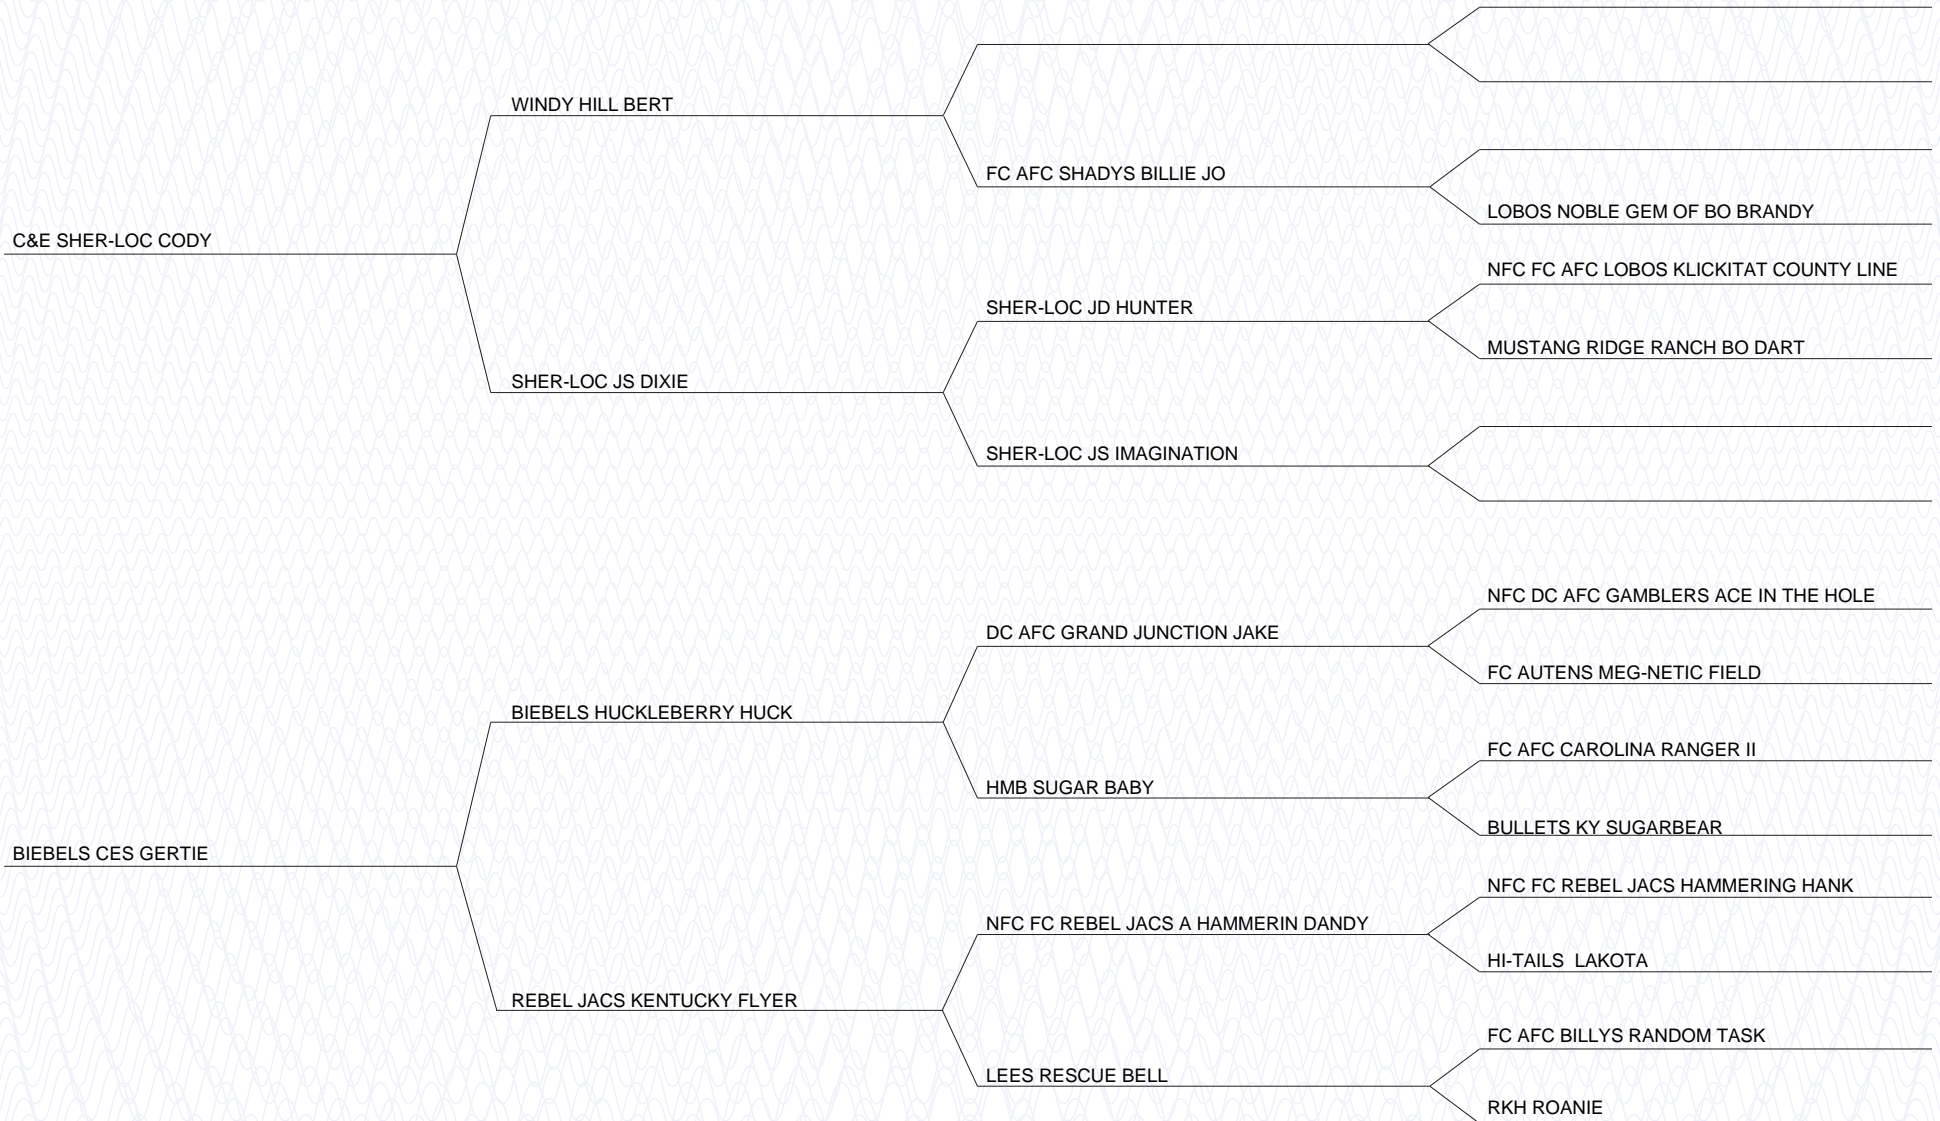 WINDY HILL BERT
FC AFC SHADYS BILLIE JO
LOBOS NOBLE GEM OF BO BRANDY
C&E SHER-LOC CODY
NFC FC AFC LOBOS KLICKITAT COUNTY LINE
SHER-LOC JD HUNTER
MUSTANG RIDGE RANCH BO DART
SHER-LOC JS DIXIE
SHER-LOC JS IMAGINATION
NFC DC AFC GAMBLERS ACE IN THE HOLE
DC AFC GRAND JUNCTION JAKE
FC AUTENS MEG-NETIC FIELD
BIEBELS HUCKLEBERRY HUCK
FC AFC CAROLINA RANGER II
HMB SUGAR BABY
BULLETS KY SUGARBEAR
BIEBELS CES GERTIE
NFC FC REBEL JACS HAMMERING HANK
NFC FC REBEL JACS A HAMMERIN DANDY
HI-TAILS  LAKOTA
REBEL JACS KENTUCKY FLYER
FC AFC BILLYS RANDOM TASK
LEES RESCUE BELL
RKH ROANIE